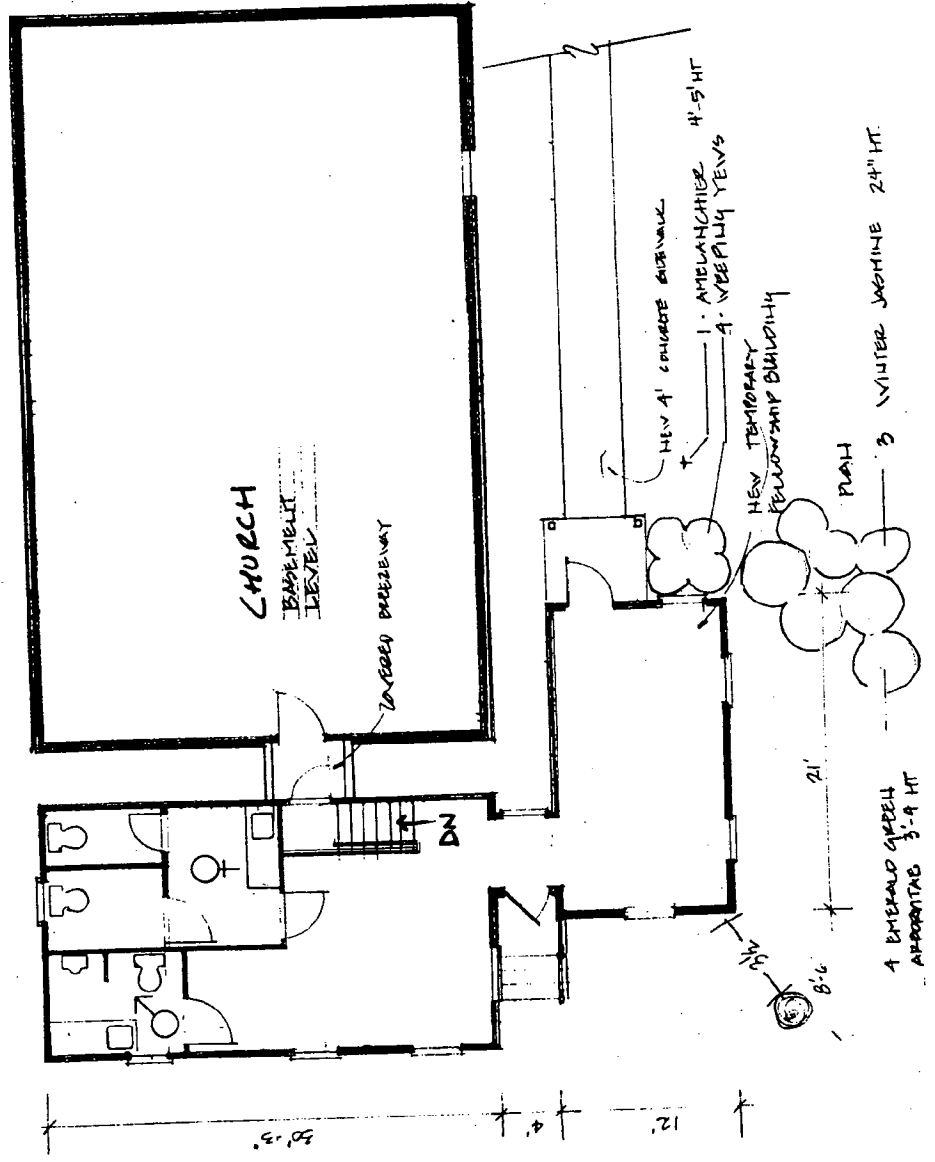 CHURCH
BASEMENT
LEVEL
COVERED BREEZEWAY
NEW 4' CONCRETE SIDEWALK
1 - AMELANCHIER 4'-5' HT
4 - WEEPING YEWS
NEW TEMPORARY
FELLOWSHIP BUILDING
PLAN
3 WINTER JASMINE 24" HT.
4 EMERALD GREEN
ARBORVITAE 3'-4 HT
21'
8'-6
30'-3"
4'
12'